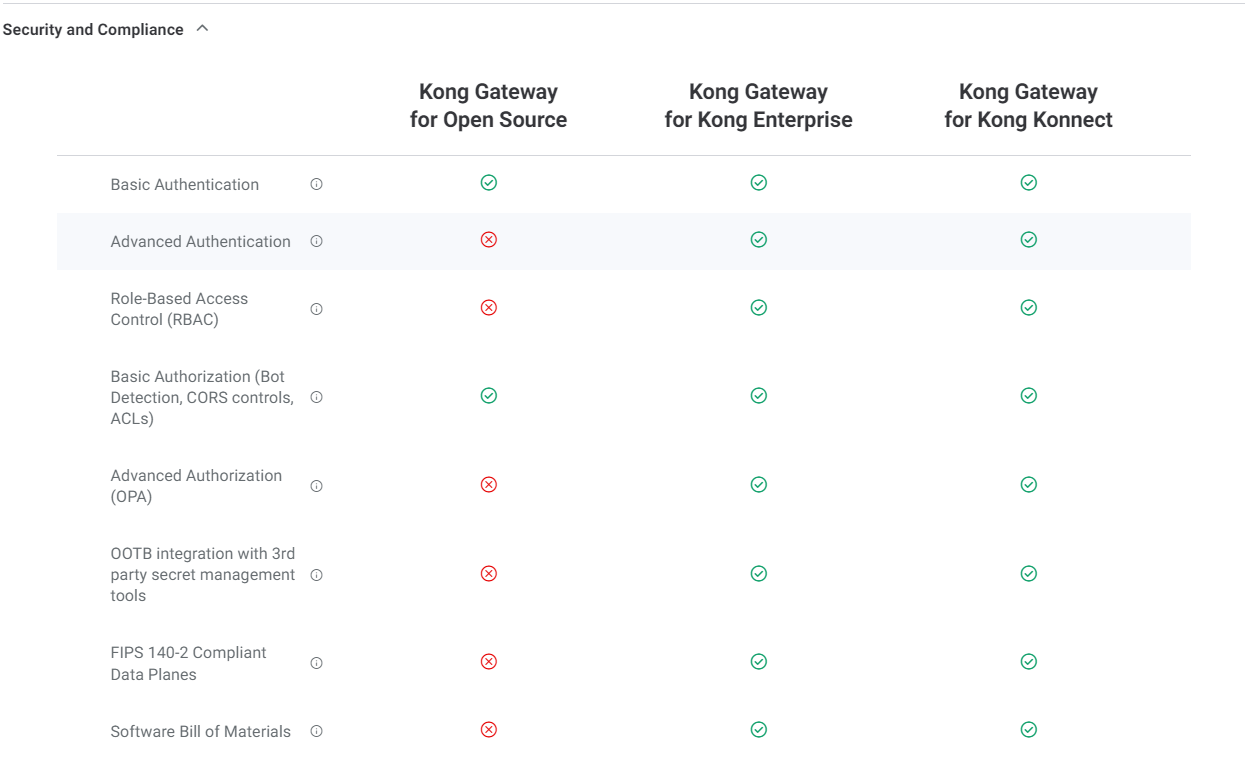 Security and Compliance
Kong Gateway
for Open Source
Kong Gateway
for Kong Enterprise
Kong Gateway
for Kong Konnect
Basic Authentication
Advanced Authentication
Role-Based Access
Control (RBAC)
Basic Authorization (Bot
Detection, CORS controls,
ACLs)
Advanced Authorization
(OPA)
OOTB integration with 3rd
party secret management
tools
FIPS 140-2 Compliant
Data Planes
Software Bill of Materials